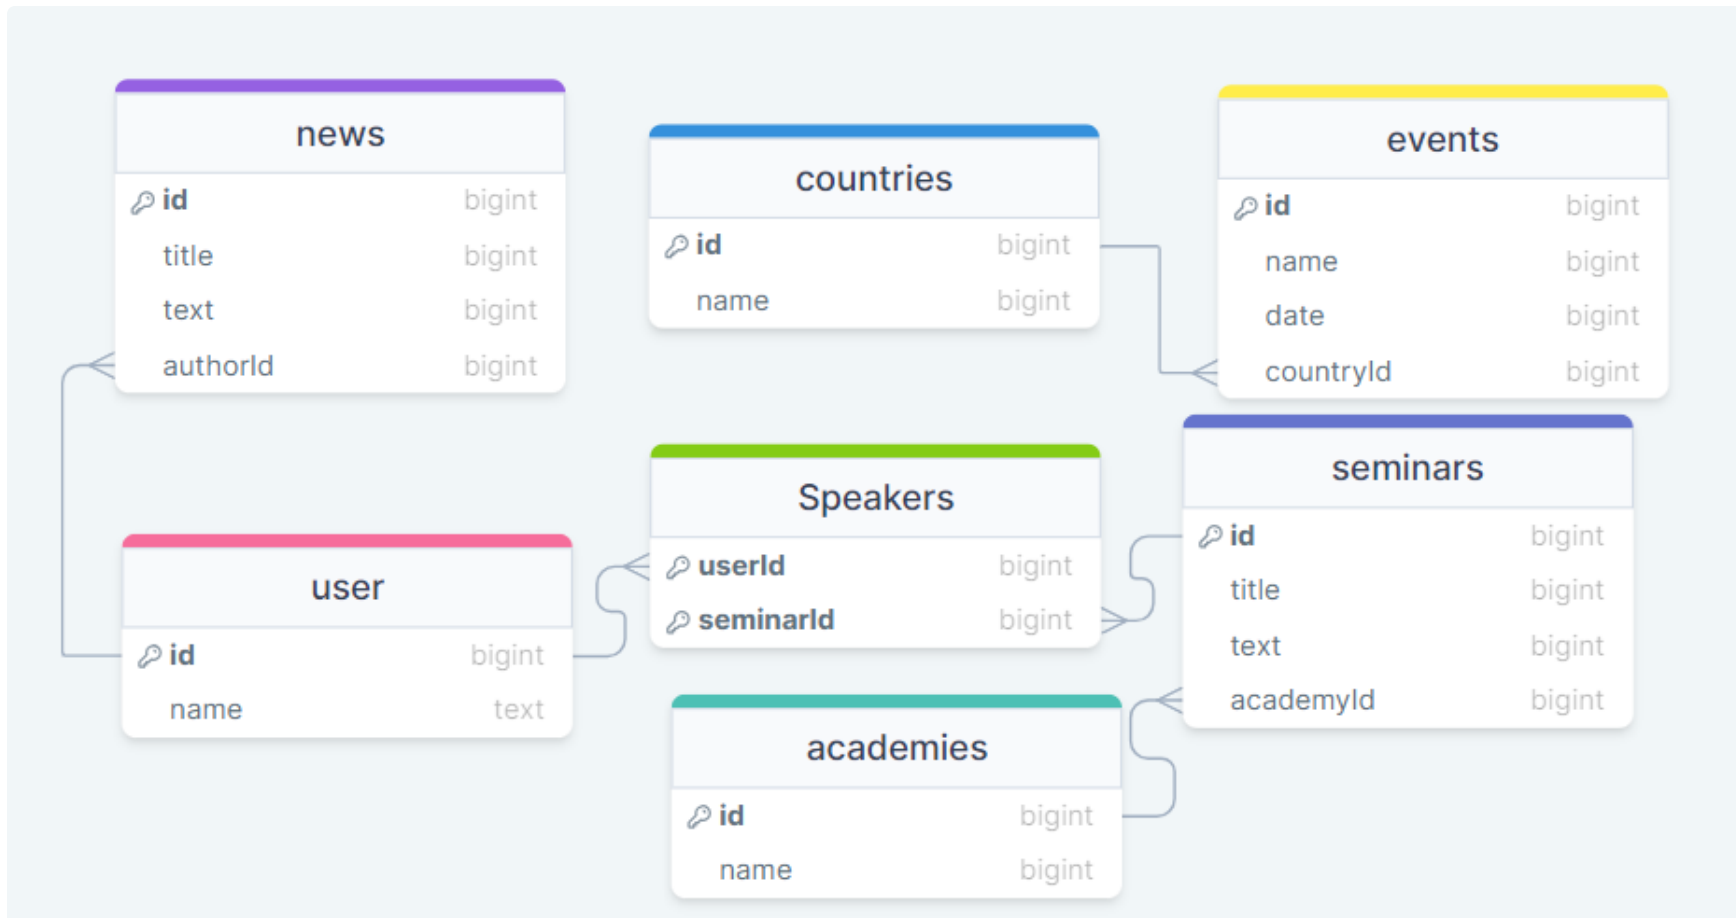 news
id bigint
title bigint
text bigint
authorId bigint
countries
id bigint
name bigint
events
id bigint
name bigint
date bigint
countryId bigint
user
id bigint
name text
Speakers
userId bigint
seminarId bigint
seminars
id bigint
title bigint
text bigint
academyId bigint
academies
id bigint
name bigint